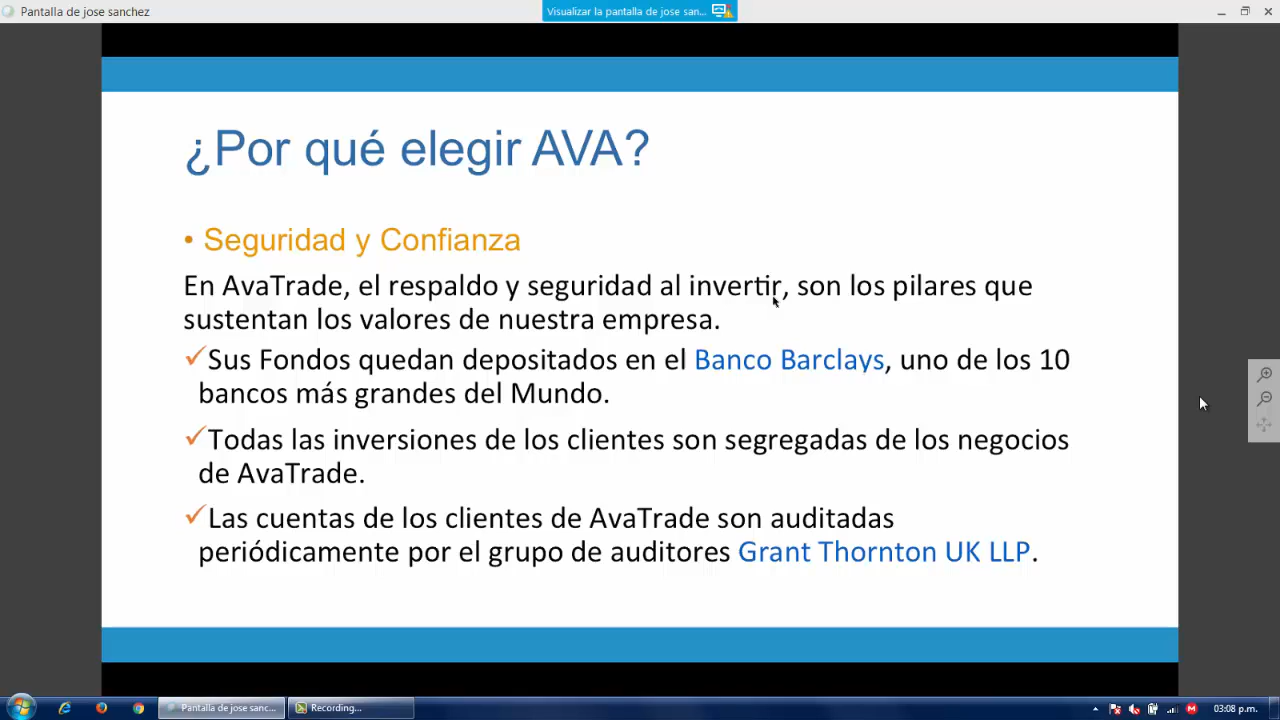 Pantalla de jose sanchez
Visualizar la pantalla de jose san...
¿Por qué elegir AVA?
• Seguridad y Confianza
En AvaTrade, el respaldo y seguridad al invertir, son los pilares que
sustentan los valores de nuestra empresa.
✓Sus Fondos quedan depositados en el Banco Barclays, uno de los 10
bancos más grandes del Mundo.
✓Todas las inversiones de los clientes son segregadas de los negocios
de AvaTrade.
✓Las cuentas de los clientes de AvaTrade son auditadas
periódicamente por el grupo de auditores Grant Thornton UK LLP.
Pantalla de jose sanc...
Recording...
03:08 p.m.